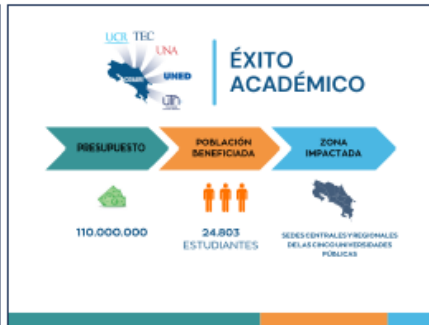 UCR TEC
UNA
CONARE
UNED
UTN
ÉXITO
ACADÉMICO
PRESUPUESTO
POBLACIÓN
BENEFICIADA
ZONA
IMPACTADA
110.000.000
24.803
ESTUDIANTES
SEDES CENTRALES Y REGIONALES
DE LAS CINCO UNIVERSIDADES
PÚBLICAS